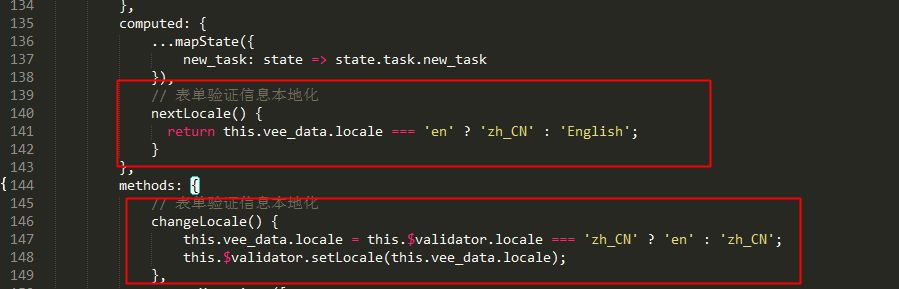 134 },
135 computed: {
136 ...mapState({
137 new_task: state => state.task.new_task
138 }),
139 // 表单验证信息本地化
140 nextLocale() {
141 return this.vee_data.locale === 'en' ? 'zh_CN' : 'English';
142 }
143 },
{ 144 methods: {
145 // 表单验证信息本地化
146 changeLocale() {
147 this.vee_data.locale = this.$validator.locale === 'zh_CN' ? 'en' : 'zh_CN';
148 this.$validator.setLocale(this.vee_data.locale);
149 },